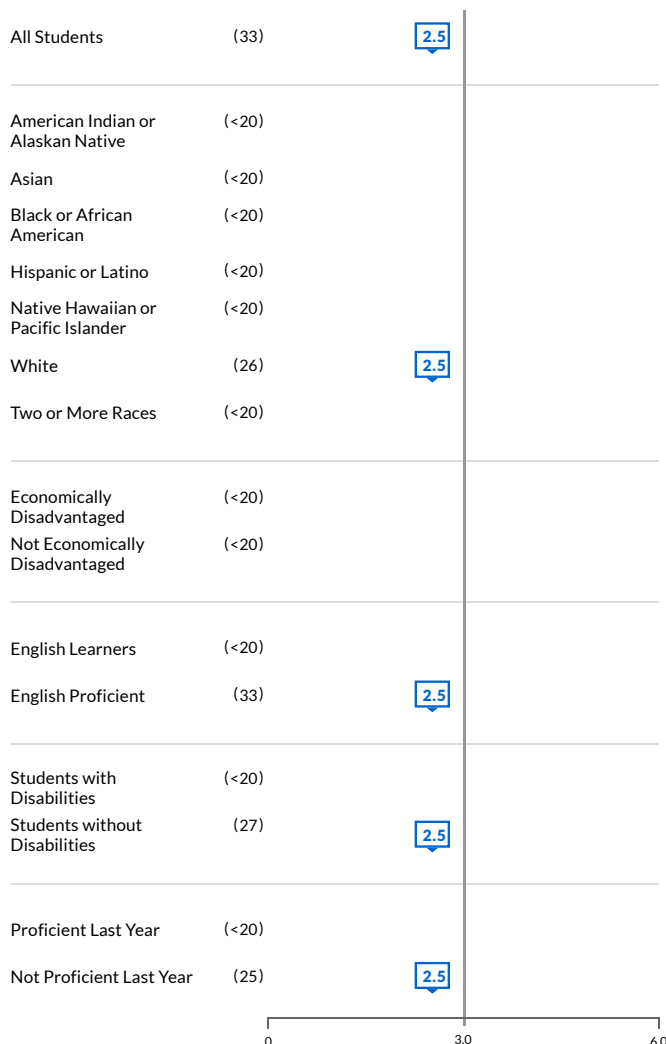 All Students (33) 2.5
American Indian or (<20)
Alaskan Native
Asian (<20)
Black or African (<20)
American
Hispanic or Latino (<20)
Native Hawaiian or (<20)
Pacific Islander
White (26) 2.5
Two or More Races (<20)
Economically (<20)
Disadvantaged
Not Economically (<20)
Disadvantaged
English Learners (<20)
English Proficient (33) 2.5
Students with (<20)
Disabilities
Students without (27) 2.5
Disabilities
Proficient Last Year (<20)
Not Proficient Last Year (25) 2.5
0 3.0 6.0